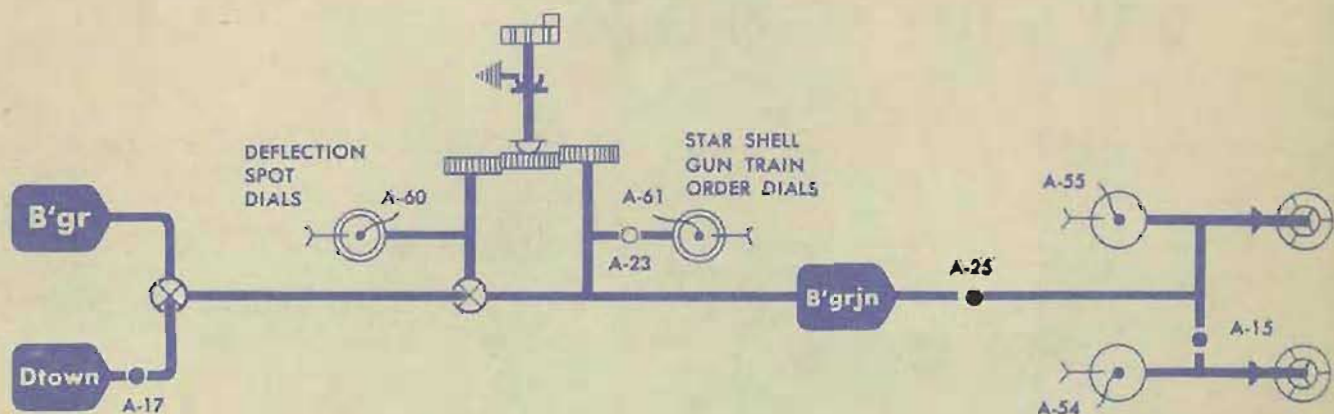 DEFLECTION
SPOT
DIALS
A-60
STAR SHELL
GUN TRAIN
ORDER DIALS
A-61
A-23
B'gr
Dtown
A-17
B'grjn
A-25
A-55
A-15
A-54